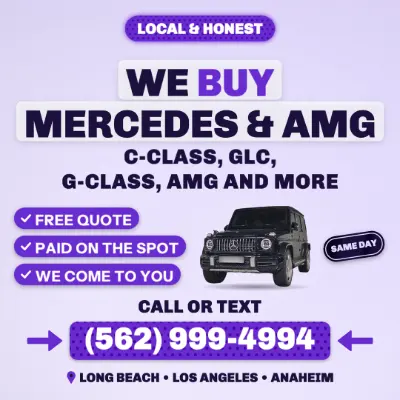 LOCAL & HONEST
WE BUY
MERCEDES & AMG
C-CLASS, GLC,
G-CLASS, AMG AND MORE
FREE QUOTE
PAID ON THE SPOT
WE COME TO YOU
SAME DAY
CALL OR TEXT
(562) 999-4994
LONG BEACH • LOS ANGELES • ANAHEIM